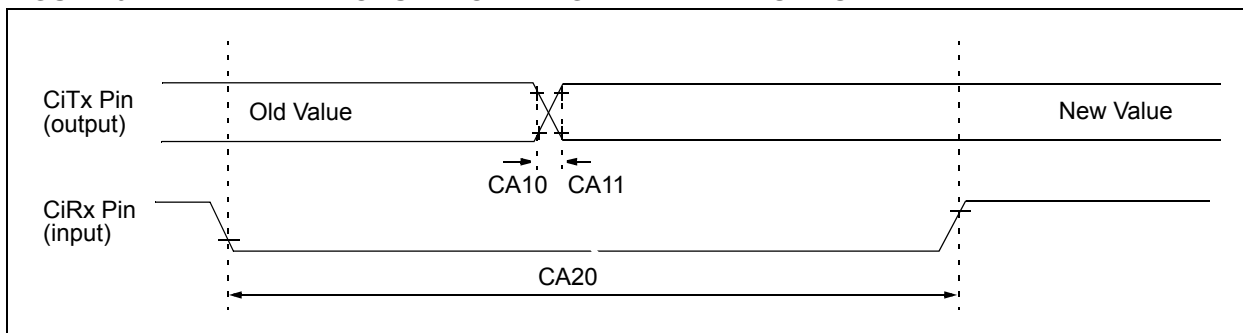 CiTx Pin
(output)
Old Value
New Value
CA10 CA11
CiRx Pin
(input)
CA20